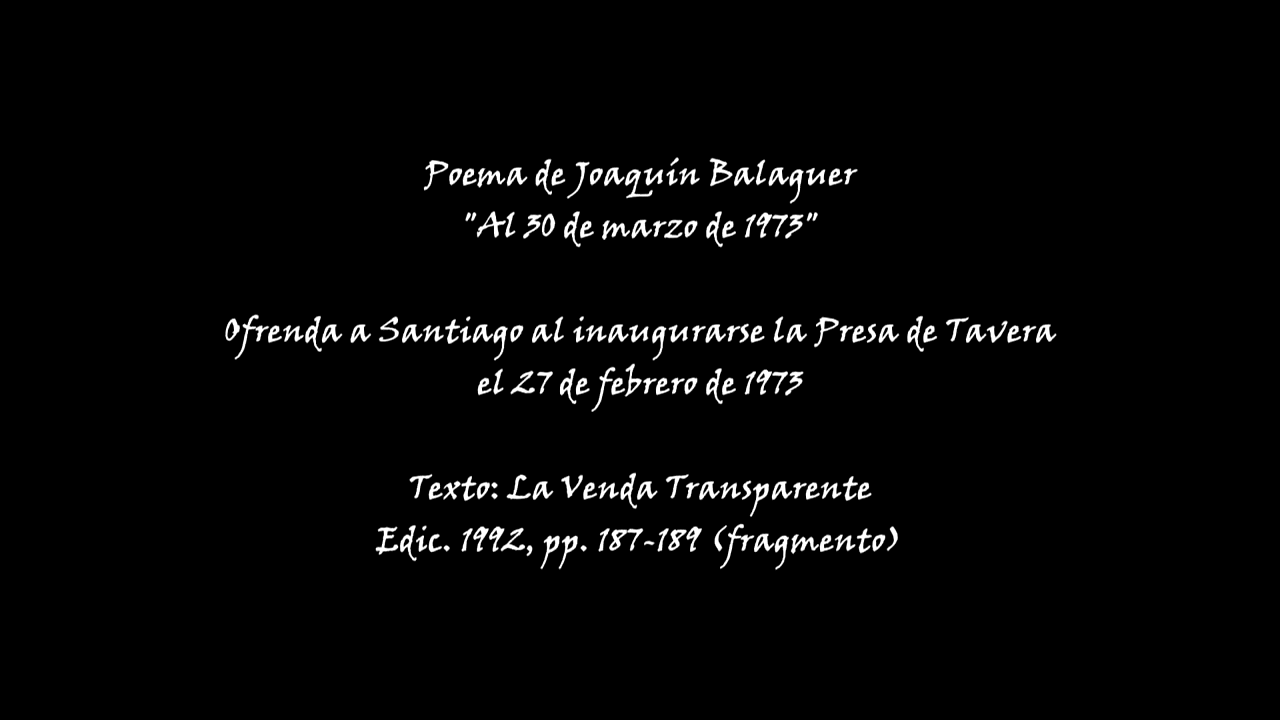 Poema de Joaquín Balaguer
"Al 30 de marzo de 1973"
Ofrenda a Santiago al inaugurarse la Presa de Tavera
el 27 de febrero de 1973
Texto: La Venda Transparente
Edic. 1992, pp. 187-189 (fragmento)